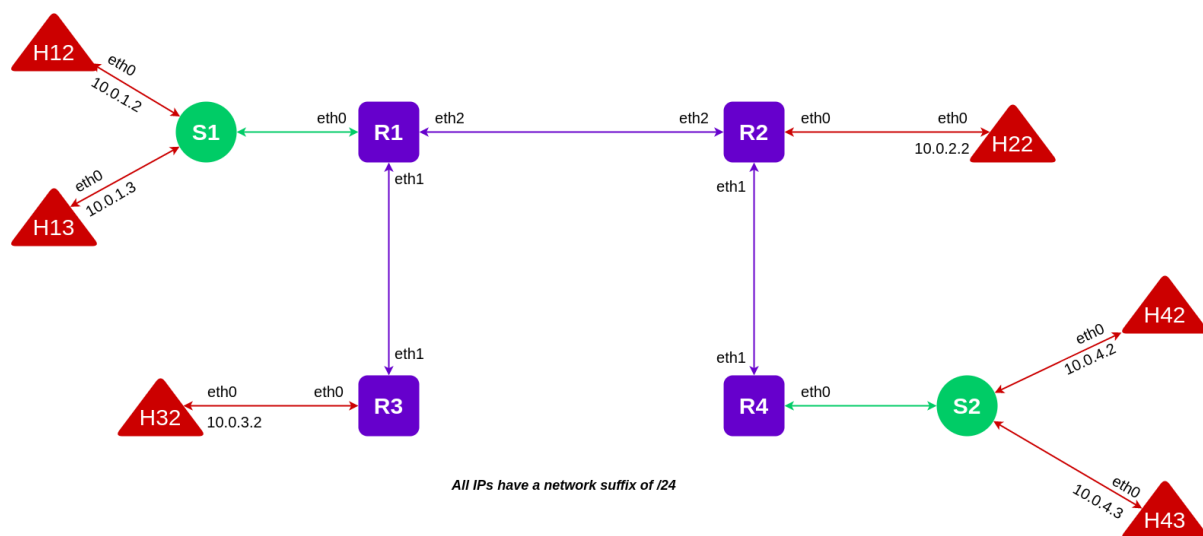 H12
eth0
10.0.1.2
S1
eth0
R1
eth2
eth2
R2
eth0
eth0
10.0.2.2
H22
eth0
10.0.1.3
H13
eth1
eth1
H42
eth0
10.0.4.2
eth1
eth1
H32
eth0
10.0.3.2
eth0
R3
R4
eth0
S2
eth0
10.0.4.3
H43
All IPs have a network suffix of /24